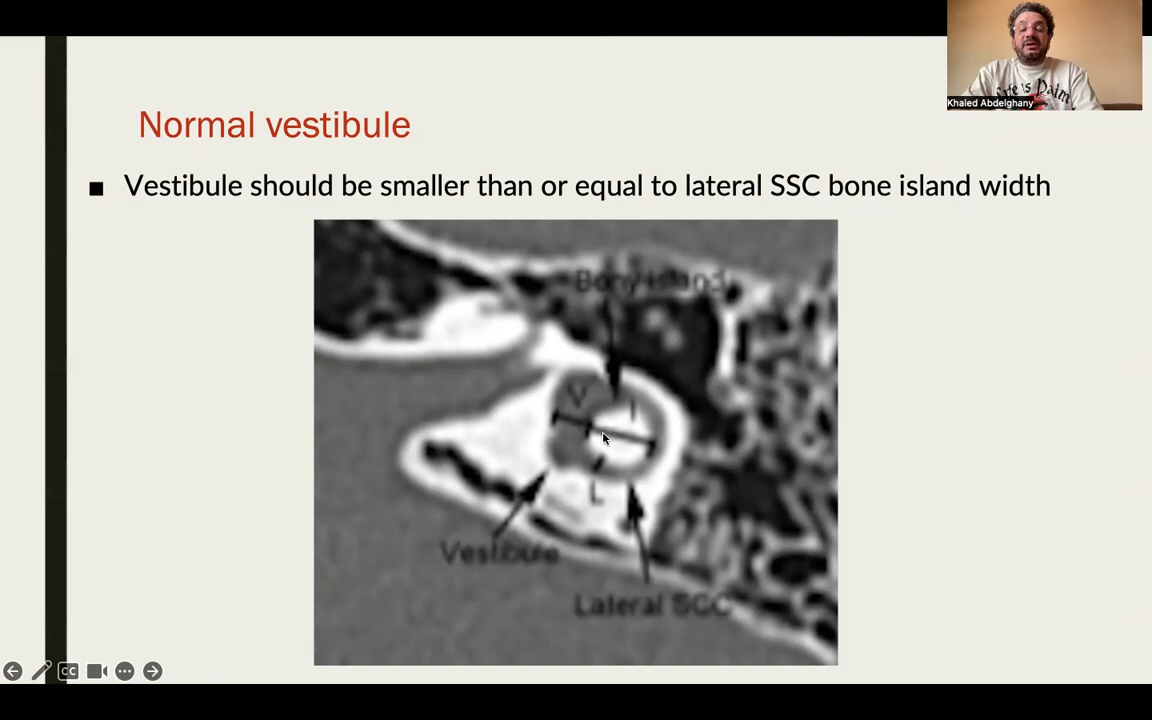 Khaled Abdelghany
Normal vestibule
Vestibule should be smaller than or equal to lateral SSC bone island width
Bony island
V
I
L
Vestibule
Lateral SCC
CC